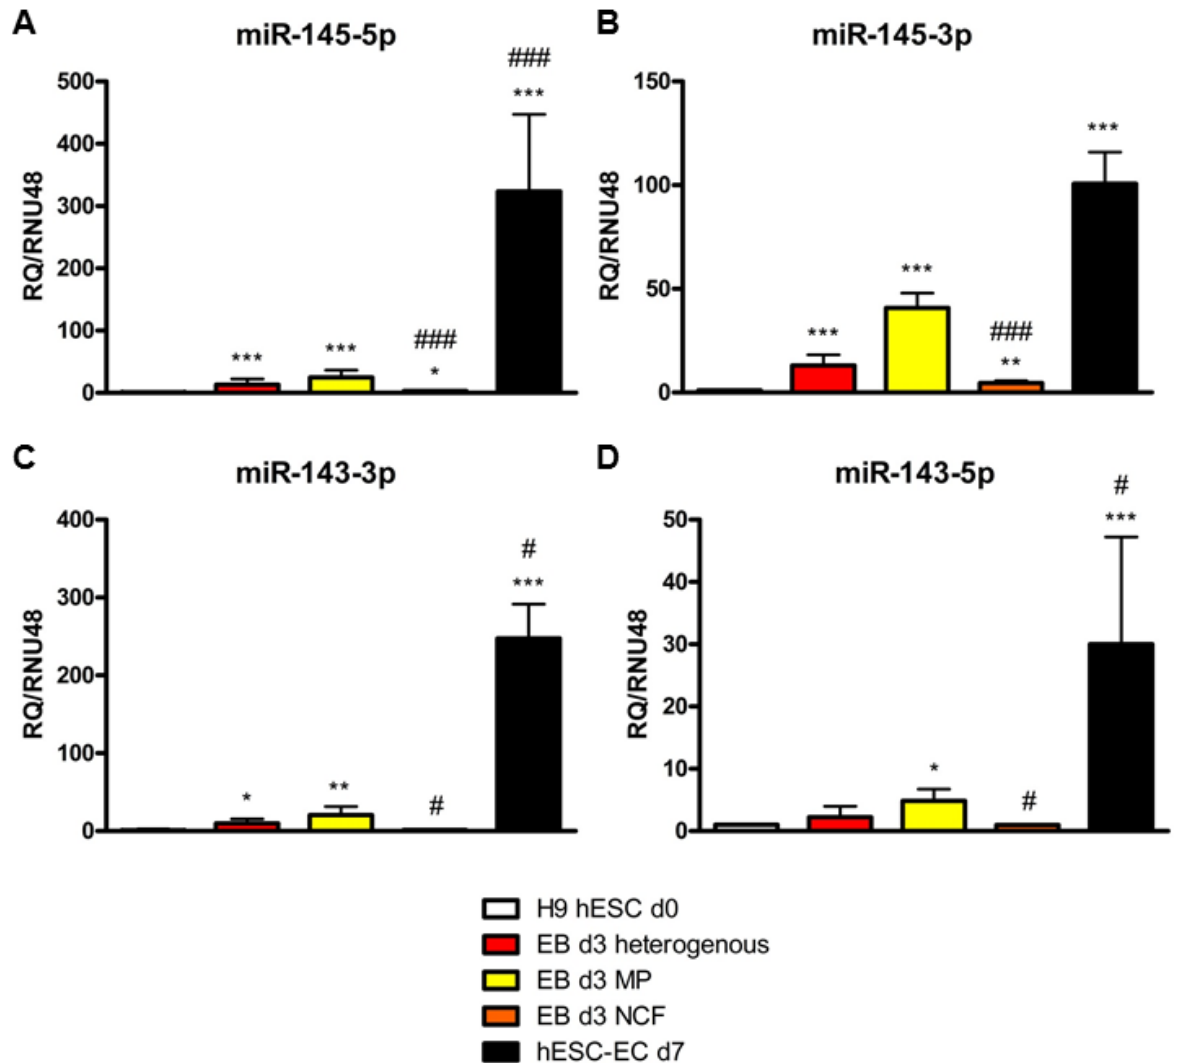 A
miR-145-5p
500
400
300
200
100
0
RQ/RNU48
***
***
###
*
###
***
B
miR-145-3p
150
100
50
0
RQ/RNU48
***
***
###
**
***
C
miR-143-3p
400
300
200
100
0
RQ/RNU48
*
**
#
#
***
D
miR-143-5p
50
40
30
20
10
0
RQ/RNU48
*
#
#
***
H9 hESC d0
EB d3 heterogenous
EB d3 MP
EB d3 NCF
hESC-EC d7